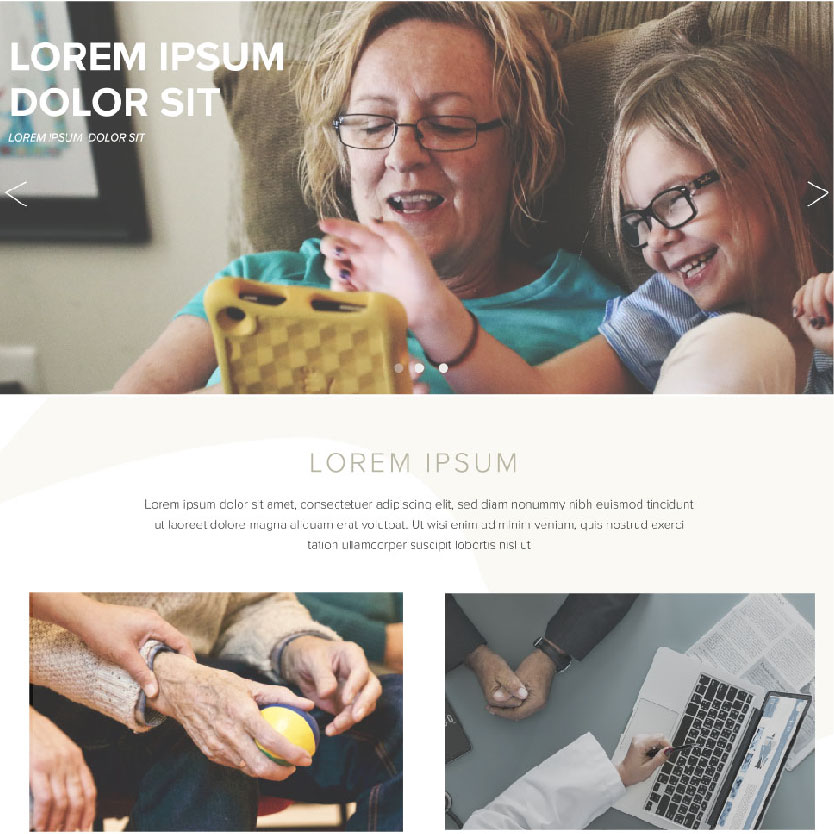 LOREM IPSUM
DOLOR SIT
LOREM IPSUM DOLOR SIT
LOREM IPSUM
Lorem ipsum dolor sit amet, consectetuer adipiscing elit, sed diam nonummy nibh euismod tincidunt
ut laoreet dolore magna aliquam erat volutpat. Ut wisi enim ad minim veniam, quis nostrud exerci
tation ullamcorper suscipit lobortis nisl ut